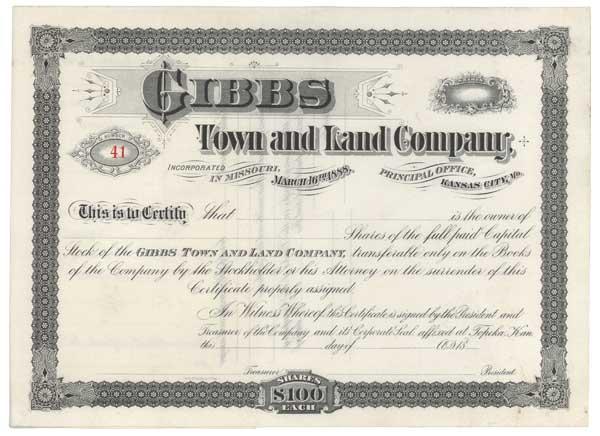 GIBBS
Town and Land Company,
NUMBER
41
INCORPORATED IN MISSOURI, MARCH 16TH 1888.
PRINCIPAL OFFICE, KANSAS CITY, MO.
This is to Certify that is the owner of
Shares of the full paid Capital
Stock of the GIBBS TOWN AND LAND COMPANY, transferable only on the Books
of the Company by the Stockholder or his Attorney on the surrender of this
Certificate properly assigned.
In Witness Whereof, this Certificate is signed by the President and
Treasurer of the Company and its Corporate Seal affixed at Topeka, Kan.
this day of
Treasurer President
SHARES
$100
EACH